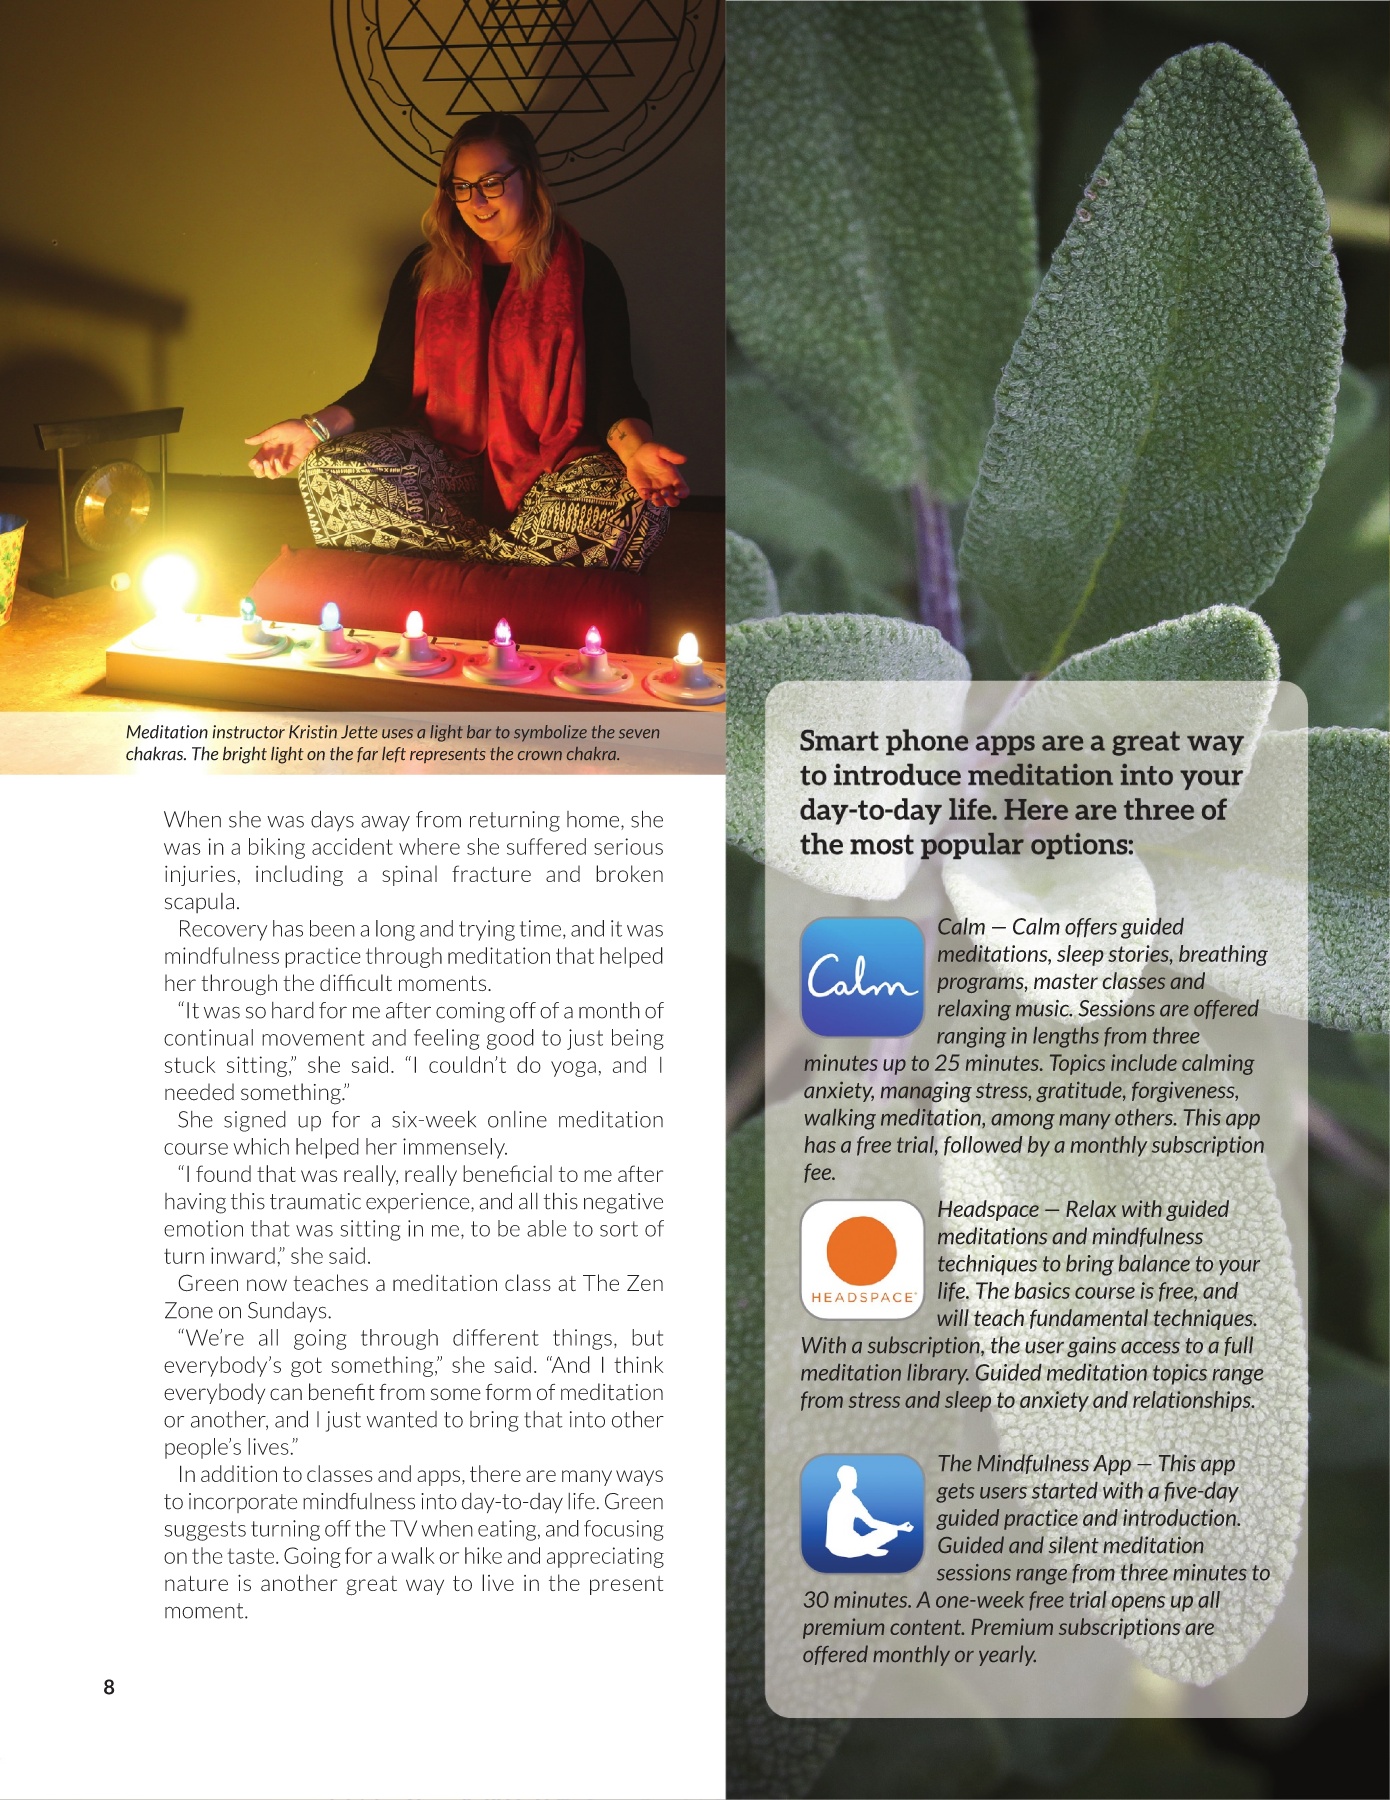 Meditation instructor Kristin Jette uses a light bar to symbolize the seven
chakras. The bright light on the far left represents the crown chakra.
When she was days away from returning home, she
was in a biking accident where she suffered serious
injuries, including a spinal fracture and broken
scapula.
Recovery has been a long and trying time, and it was
mindfulness practice through meditation that helped
her through the difficult moments.
“It was so hard for me after coming off of a month of
continual movement and feeling good to just being
stuck sitting,” she said. “I couldn’t do yoga, and I
needed something.”
She signed up for a six-week online meditation
course which helped her immensely.
“I found that was really, really beneficial to me after
having this traumatic experience, and all this negative
emotion that was sitting in me, to be able to sort of
turn inward,” she said.
Green now teaches a meditation class at The Zen
Zone on Sundays.
“We’re all going through different things, but
everybody’s got something,” she said. “And I think
everybody can benefit from some form of meditation
or another, and I just wanted to bring that into other
people’s lives.”
In addition to classes and apps, there are many ways
to incorporate mindfulness into day-to-day life. Green
suggests turning off the TV when eating, and focusing
on the taste. Going for a walk or hike and appreciating
nature is another great way to live in the present
moment.
8
Smart phone apps are a great way
to introduce meditation into your
day-to-day life. Here are three of
the most popular options:
Calm
Calm — Calm offers guided
meditations, sleep stories, breathing
programs, master classes and
relaxing music. Sessions are offered
ranging in lengths from three
minutes up to 25 minutes. Topics include calming
anxiety, managing stress, gratitude, forgiveness,
walking meditation, among many others. This app
has a free trial, followed by a monthly subscription
fee.
HEADSPACE
Headspace — Relax with guided
meditations and mindfulness
techniques to bring balance to your
life. The basics course is free, and
will teach fundamental techniques.
With a subscription, the user gains access to a full
meditation library. Guided meditation topics range
from stress and sleep to anxiety and relationships.
The Mindfulness App — This app
gets users started with a five-day
guided practice and introduction.
Guided and silent meditation
sessions range from three minutes to
30 minutes. A one-week free trial opens up all
premium content. Premium subscriptions are
offered monthly or yearly.